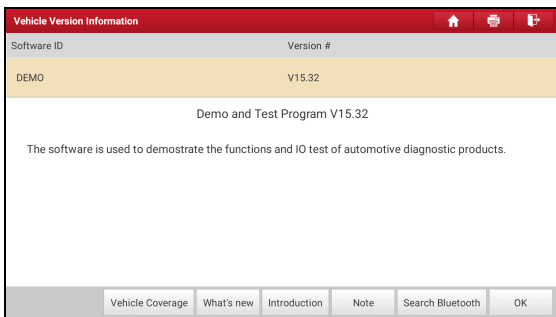 Vehicle Version Information
Software ID Version #
DEMO V15.32
Demo and Test Program V15.32
The software is used to demostrate the functions and IO test of automotive diagnostic products.
Vehicle Coverage What's new Introduction Note Search Bluetooth OK